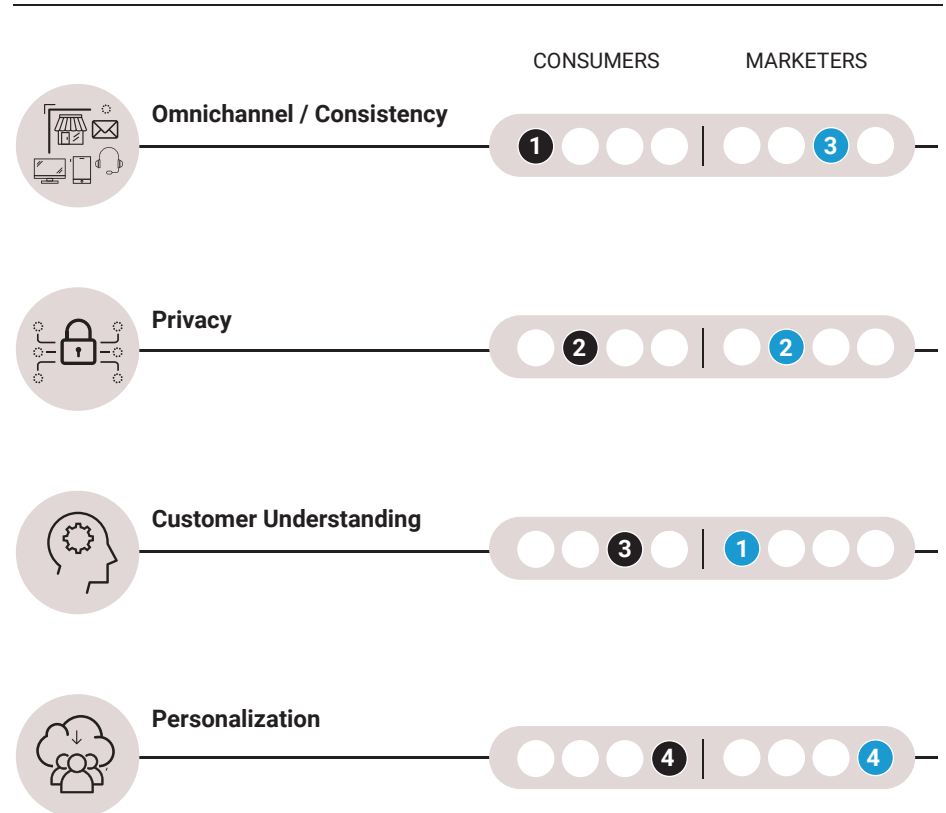 CONSUMERS MARKETERS
Omnichannel / Consistency
1 3
Privacy
2 2
Customer Understanding
3 1
Personalization
4 4